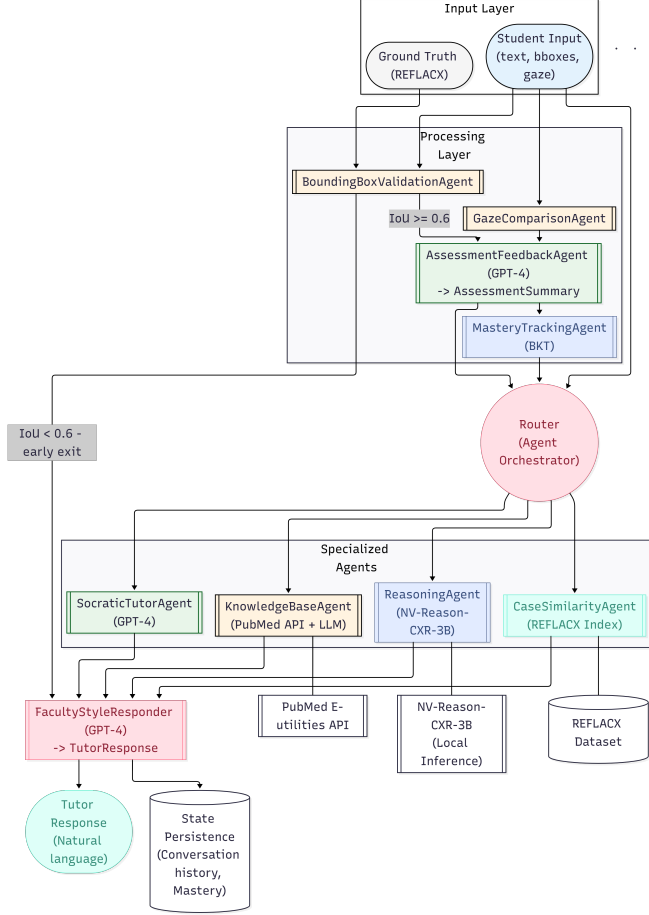 Input Layer
Ground Truth
(REFLACX)
Student Input
(text, bboxes,
gaze)
. .
Processing
Layer
BoundingBoxValidationAgent
IoU >= 0.6
GazeComparisonAgent
AssessmentFeedbackAgent
(GPT-4)
-> AssessmentSummary
MasteryTrackingAgent
(BKT)
Router
(Agent
Orchestrator)
IoU < 0.6 -
early exit
Specialized
Agents
SocraticTutorAgent
(GPT-4)
KnowledgeBaseAgent
(PubMed API + LLM)
ReasoningAgent
(NV-Reason-
CXR-3B)
CaseSimilarityAgent
(REFLACX Index)
FacultyStyleResponder
(GPT-4)
-> TutorResponse
PubMed E-
utilities API
NV-Reason-
CXR-3B
(Local
Inference)
REFLACX
Dataset
Tutor
Response
(Natural
language)
State
Persistence
(Conversation
history,
Mastery)